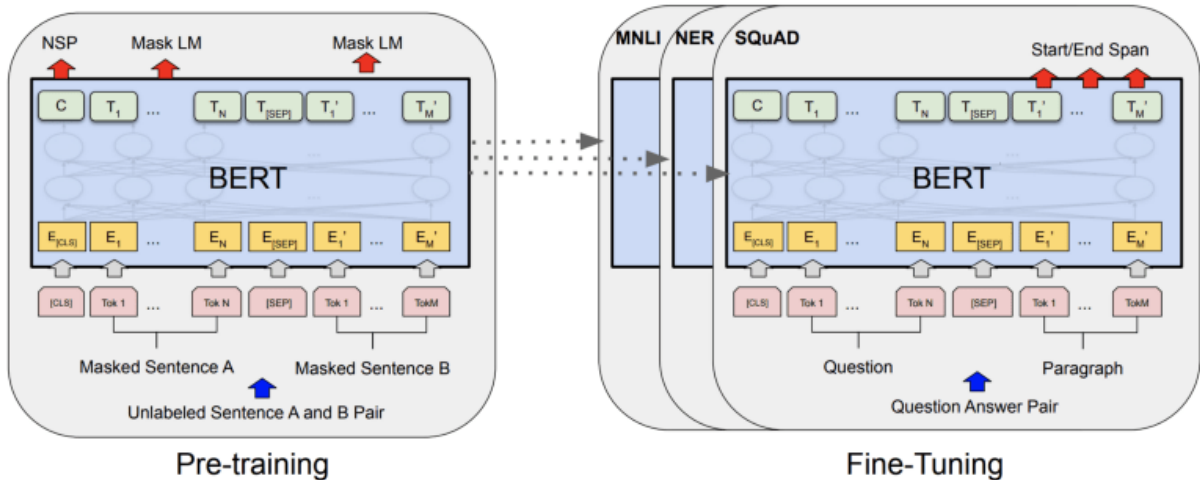 NSP Mask LM Mask LM
C T1 ... TN T[SEP] T1' ... TM'
BERT
E[CLS] E1 ... EN E[SEP] E1' ... EM'
[CLS] Tok 1 ... Tok N [SEP] Tok 1 ... TokM
Masked Sentence A Masked Sentence B
Unlabeled Sentence A and B Pair
Pre-training
MNLI NER SQuAD
Start/End Span
C T1 ... TN T[SEP] T1' ... TM'
BERT
E[CLS] E1 ... EN E[SEP] E1' ... EM'
[CLS] Tok 1 ... Tok N [SEP] Tok 1 ... TokM
Question Paragraph
Question Answer Pair
Fine-Tuning